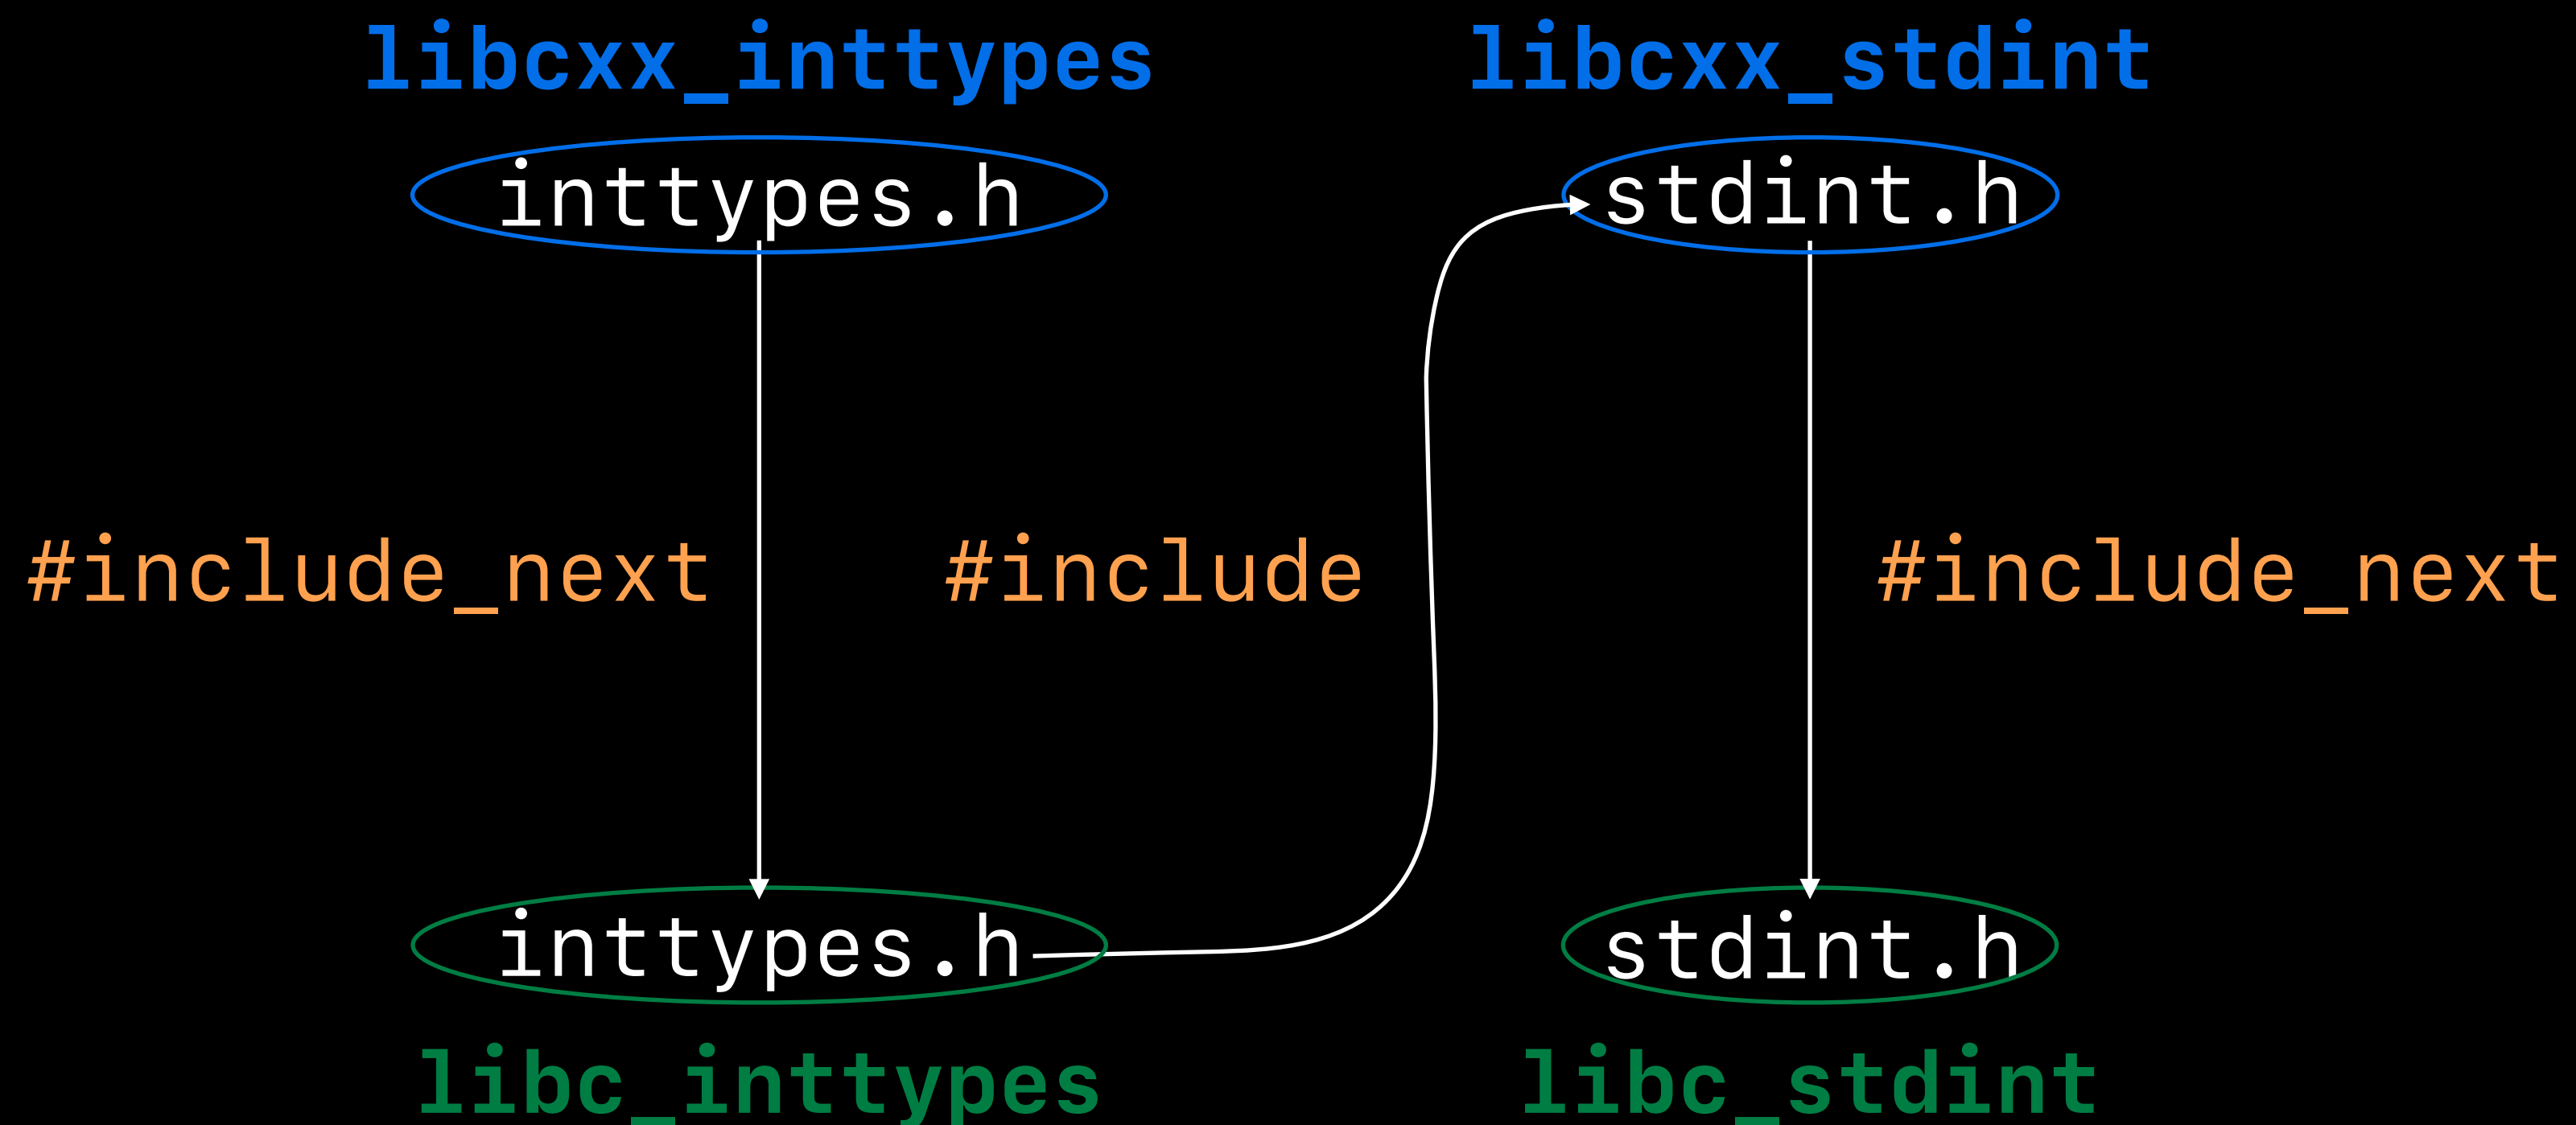 libcxx_inttypes libcxx_stdint
inttypes.h stdint.h
#include_next #include #include_next
inttypes.h stdint.h
libc_inttypes libc_stdint